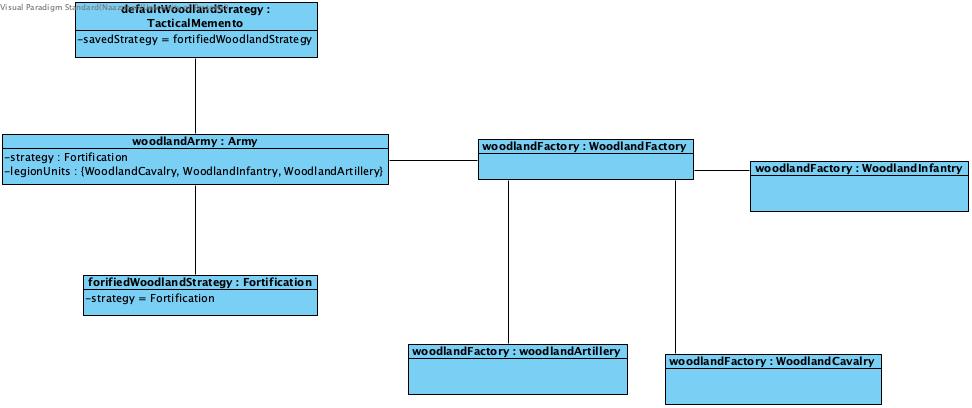 Visual Paradigm Standard(Naazneen
defaultWoodlandStrategy :
TacticalMemento
-savedStrategy = fortifiedWoodlandStrategy
woodlandArmy : Army
-strategy : Fortification
-legionUnits : {WoodlandCavalry, WoodlandInfantry, WoodlandArtillery}
woodlandFactory : WoodlandFactory
woodlandFactory : WoodlandInfantry
forifiedWoodlandStrategy : Fortification
-strategy = Fortification
woodlandFactory : woodlandArtillery
woodlandFactory : WoodlandCavalry